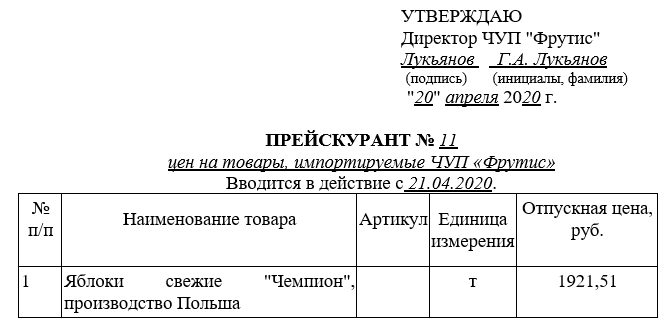 УТВЕРЖДАЮ
Директор ЧУП "Фрутис"
Лукьянов Г.А. Лукьянов
(подпись) (инициалы, фамилия)
"20" апреля 2020 г.
ПРЕЙСКУРАНТ № 11
цен на товары, импортируемые ЧУП «Фрутис»
Вводится в действие с 21.04.2020.
№ п/п Наименование товара Артикул Единица измерения Отпускная цена, руб.
1 Яблоки свежие "Чемпион", т 1921,51
производство Польша